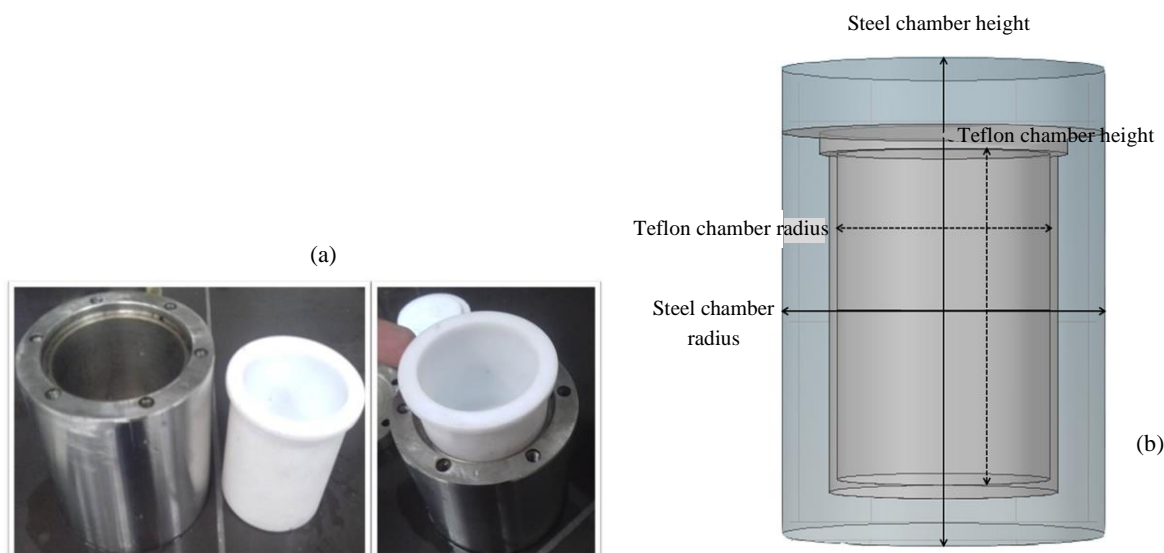 Steel chamber height
Teflon chamber height
Teflon chamber radius
(a)
Steel chamber
radius
(b)